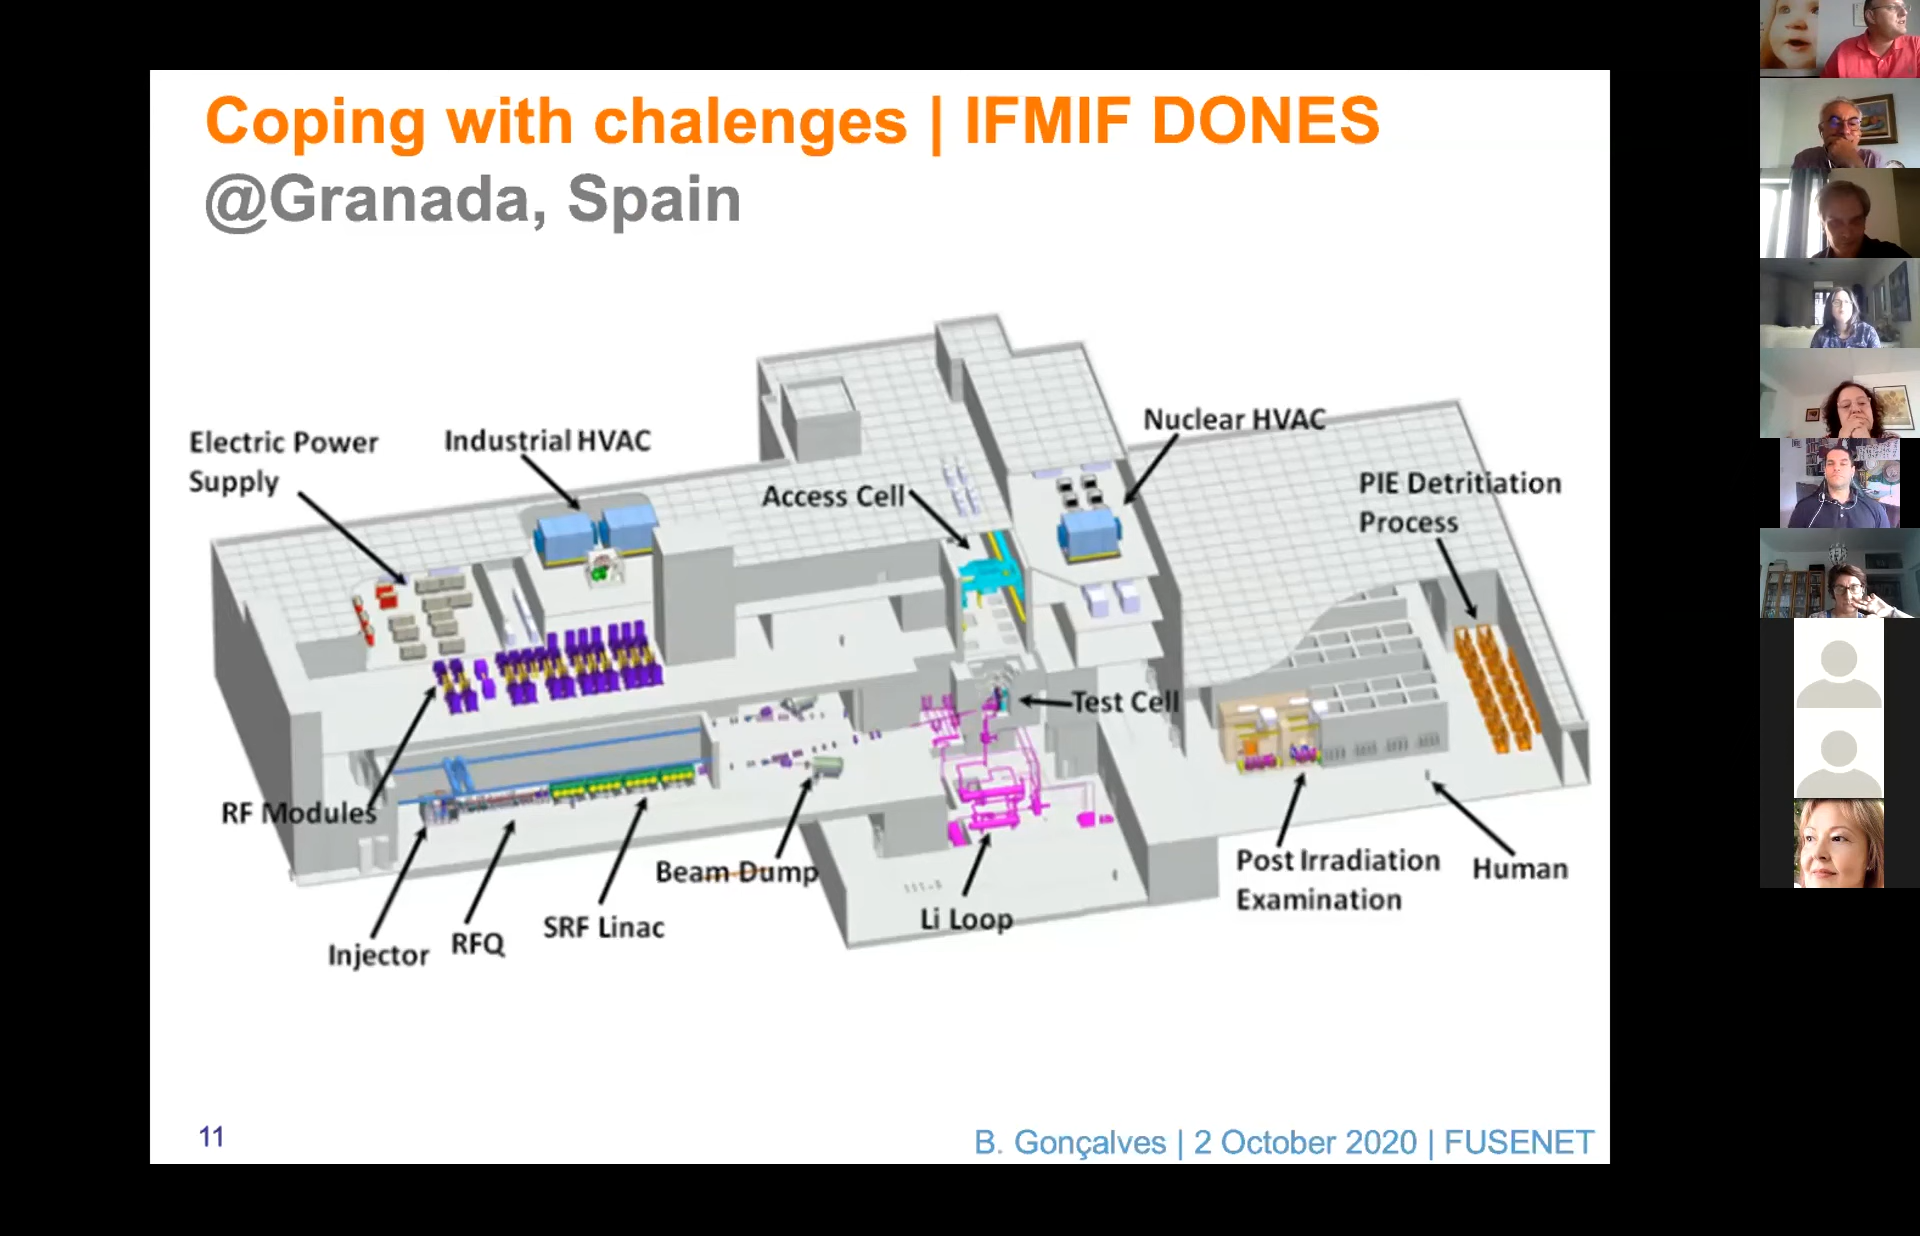 Coping with chalenges | IFMIF DONES
@Granada, Spain
Electric Power
Supply
Industrial HVAC
Access Cell
Nuclear HVAC
PIE Detritiation
Process
RF Modules
Test Cell
Injector
RFQ
SRF Linac
Beam Dump
Li Loop
Post Irradiation
Examination
Human
11
B. Gonçalves | 2 October 2020 | FUSENET